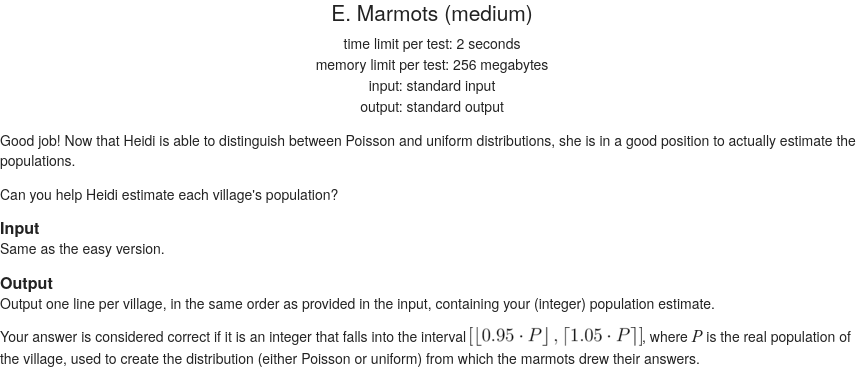 E. Marmots (medium)
time limit per test: 2 seconds
memory limit per test: 256 megabytes
input: standard input
output: standard output
Good job! Now that Heidi is able to distinguish between Poisson and uniform distributions, she is in a good position to actually estimate the
populations.
Can you help Heidi estimate each village's population?
Input
Same as the easy version.
Output
Output one line per village, in the same order as provided in the input, containing your (integer) population estimate.
Your answer is considered correct if it is an integer that falls into the interval [⌊0.95 · P⌋, ⌈1.05 · P⌉], where P is the real population of
the village, used to create the distribution (either Poisson or uniform) from which the marmots drew their answers.